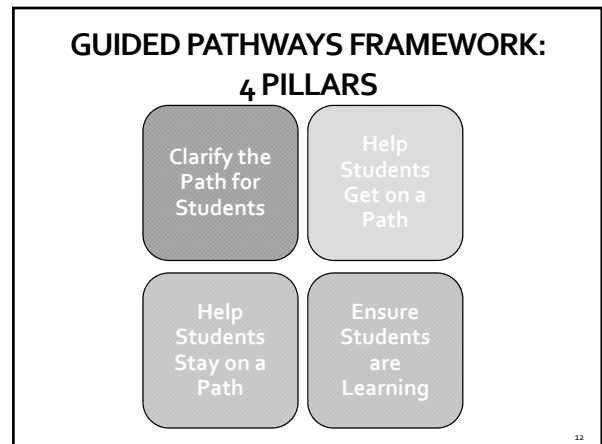 GUIDED PATHWAYS FRAMEWORK:
4 PILLARS
Clarify the
Path for
Students
Help
Students
Get on a
Path
Help
Students
Stay on a
Path
Ensure
Students
are
Learning
12